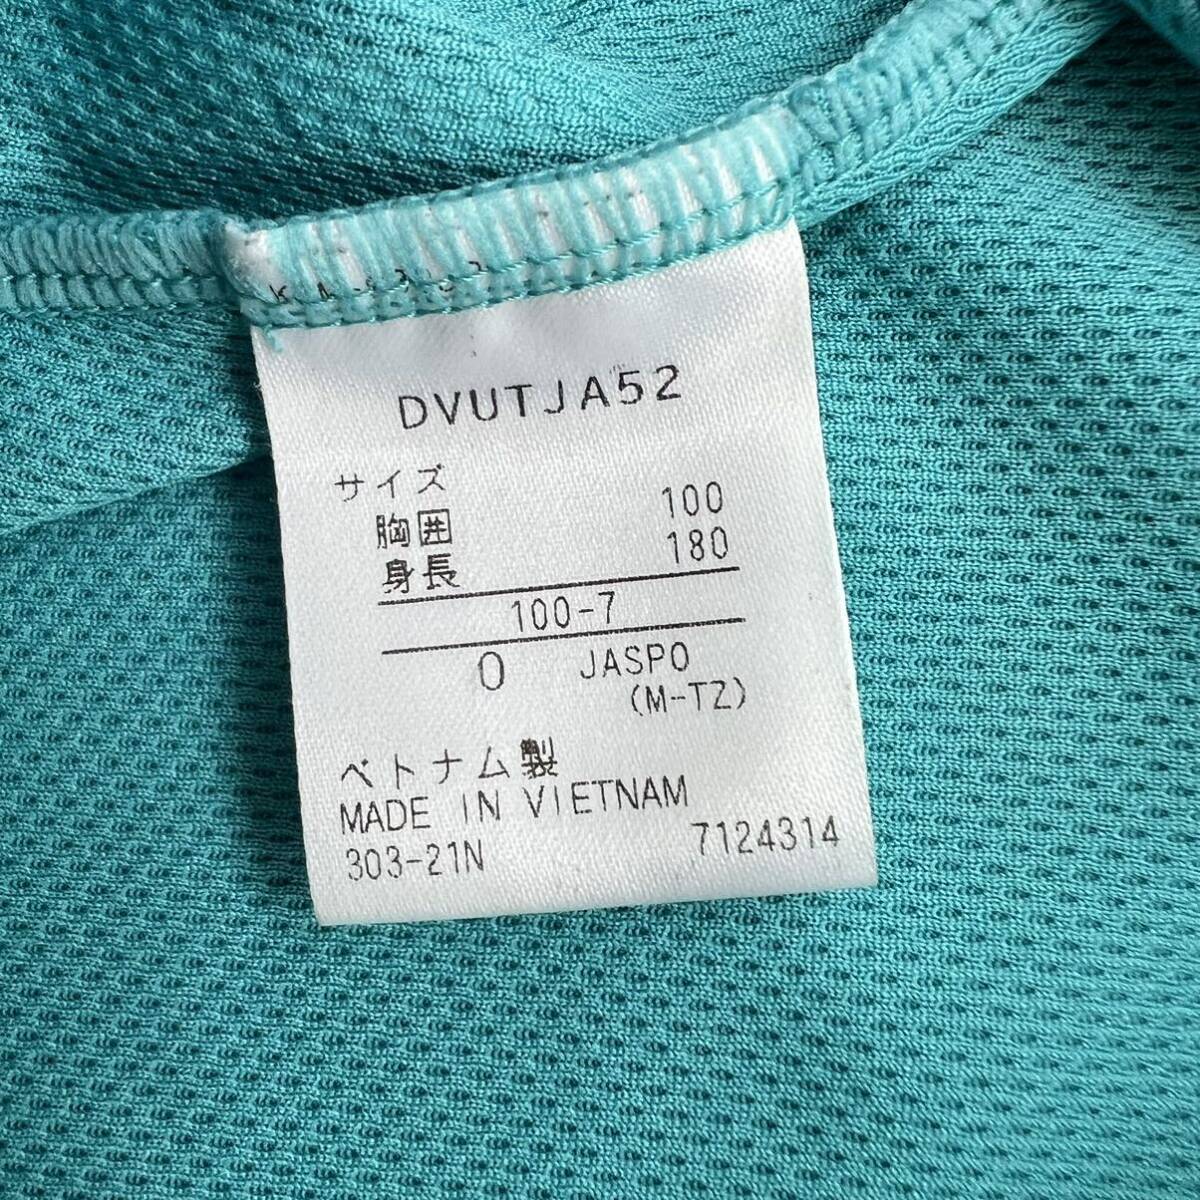 DVUTJA52
サイズ
胸囲 100
身長 180
100-7
O JASPO
(M-TZ)
ベトナム製
MADE IN VIETNAM
303-21N 7124314